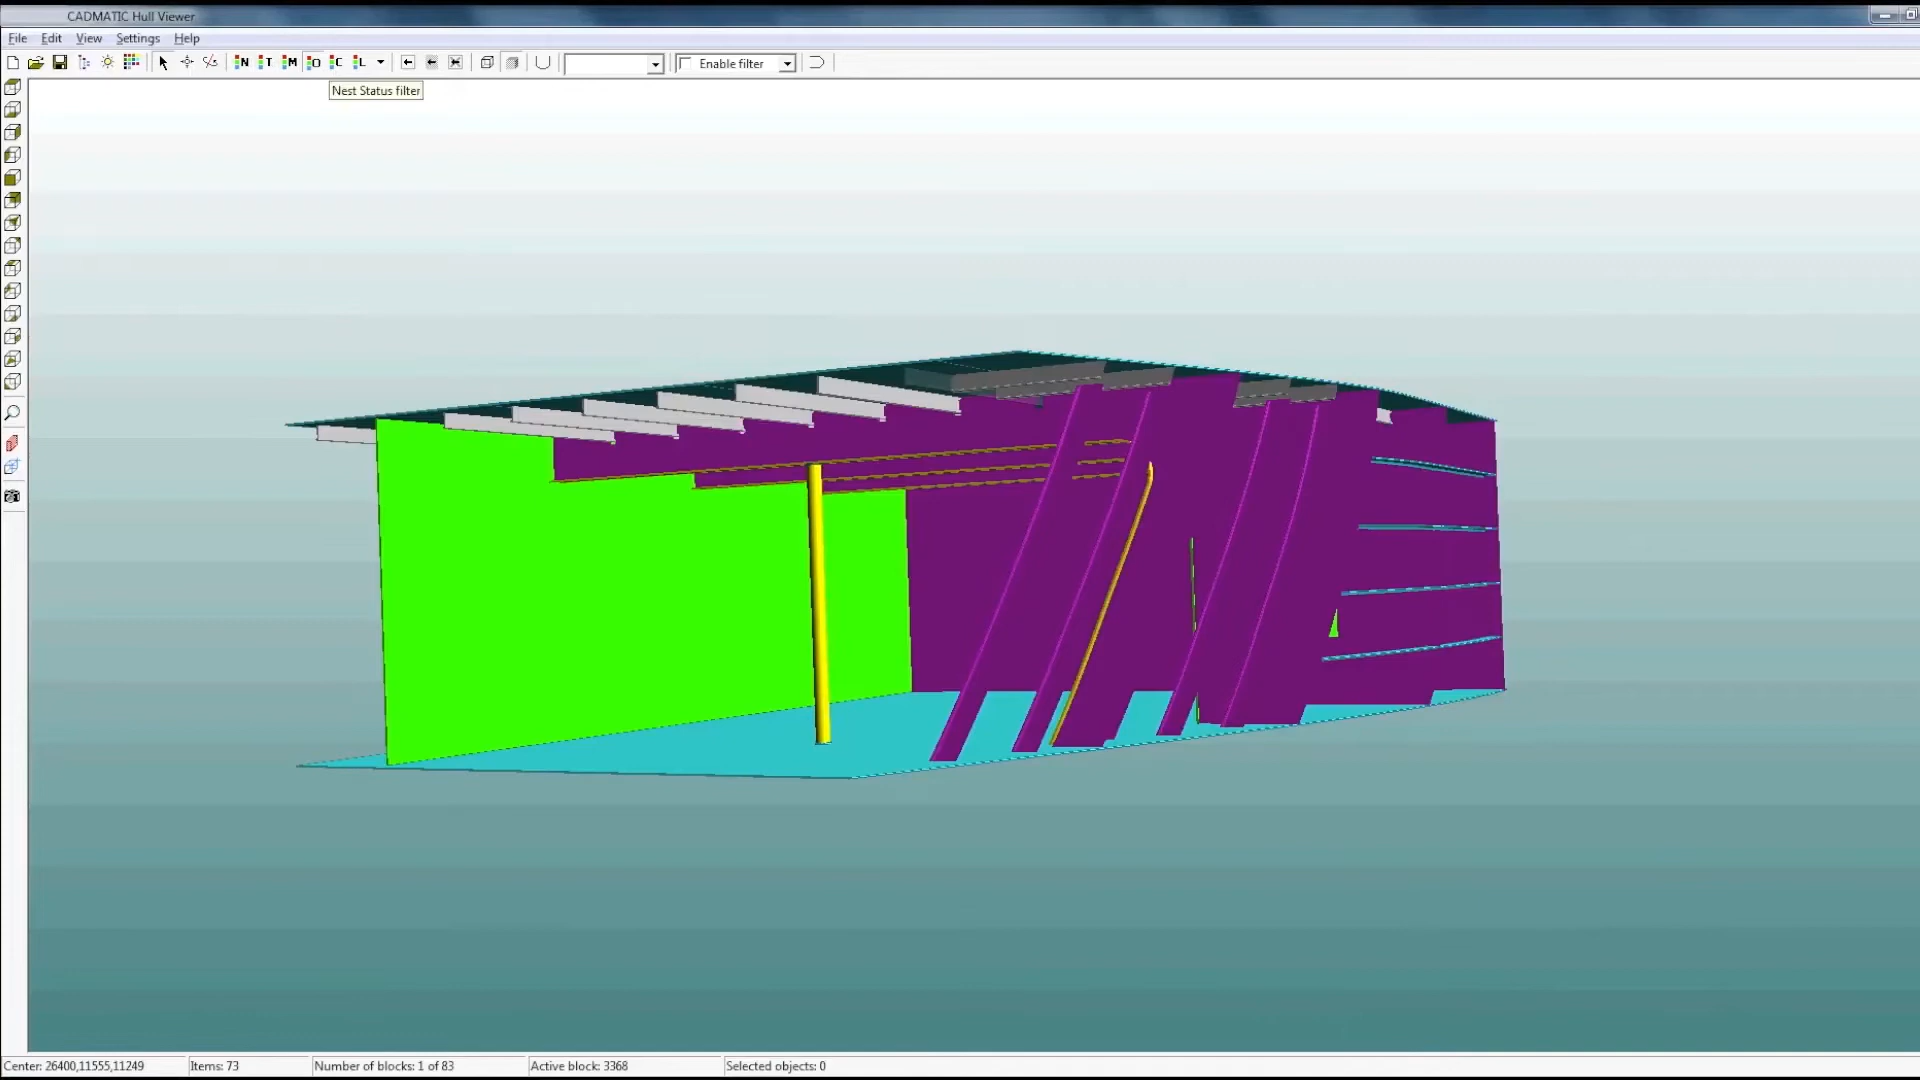 CADMATIC Hull Viewer
File Edit View Settings Help
N T M O C L Enable filter
Nest Status filter
Center: 26400,11555,11249 Items: 73 Number of blocks: 1 of 83 Active block: 3368 Selected objects: 0